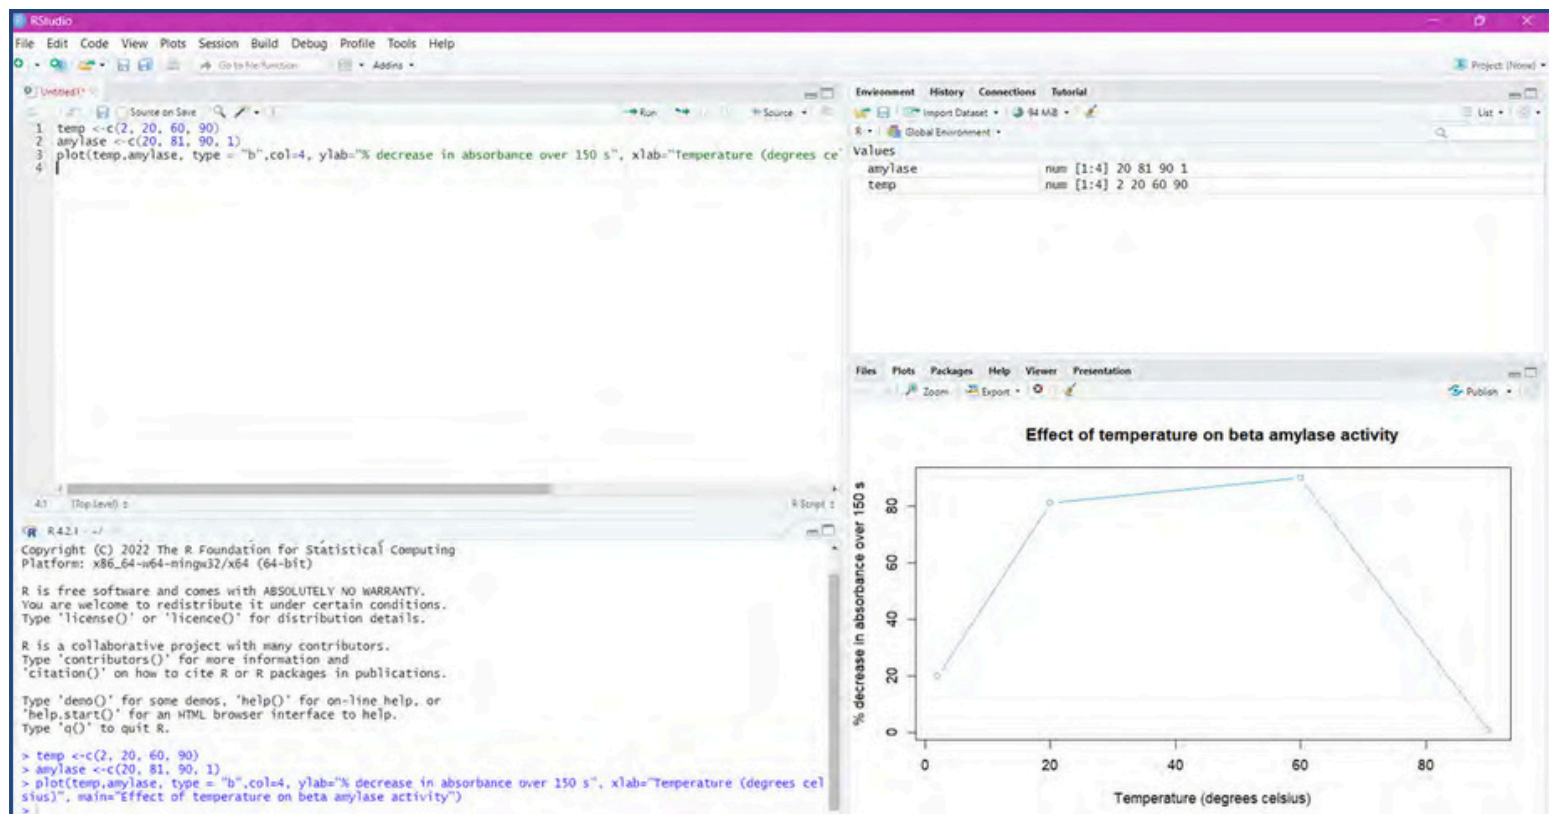 RStudio
File Edit Code View Plots Session Build Debug Profile Tools Help
Go to file/function Addins
Project: (None)
Untitled1*
Source on Save Run Source
1 temp <-c(2, 20, 60, 90)
2 amylase <-c(20, 81, 90, 1)
3 plot(temp,amylase, type = "b",col=4, ylab="% decrease in absorbance over 150 s", xlab="Temperature (degrees ce
4
4:1 (Top Level) R Script
R 4.2.1 · ~/
Copyright (C) 2022 The R Foundation for Statistical Computing
Platform: x86_64-w64-mingw32/x64 (64-bit)
R is free software and comes with ABSOLUTELY NO WARRANTY.
You are welcome to redistribute it under certain conditions.
Type 'license()' or 'licence()' for distribution details.
R is a collaborative project with many contributors.
Type 'contributors()' for more information and
'citation()' on how to cite R or R packages in publications.
Type 'demo()' for some demos, 'help()' for on-line help, or
'help.start()' for an HTML browser interface to help.
Type 'q()' to quit R.
> temp <-c(2, 20, 60, 90)
> amylase <-c(20, 81, 90, 1)
> plot(temp,amylase, type = "b",col=4, ylab="% decrease in absorbance over 150 s", xlab="Temperature (degrees cel
sius)", main="Effect of temperature on beta amylase activity")
>
Environment History Connections Tutorial
Import Dataset 94 MiB List
R Global Environment
Values
amylase num [1:4] 20 81 90 1
temp num [1:4] 2 20 60 90
Files Plots Packages Help Viewer Presentation
Zoom Export Publish
Effect of temperature on beta amylase activity
% decrease in absorbance over 150 s
80
60
40
20
0
0 20 40 60 80
Temperature (degrees celsius)